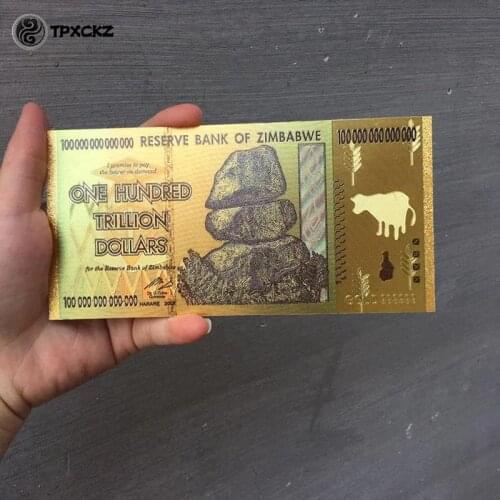 TPXCKZ
100 000 000 000 000 RESERVE BANK OF ZIMBABWE 100 000 000 000 000
I promise to pay
the bearer on demand
ONE HUNDRED
TRILLION
DOLLARS
for the Reserve Bank of Zimbabwe
100 000 000 000 000
HARARE
GOLD